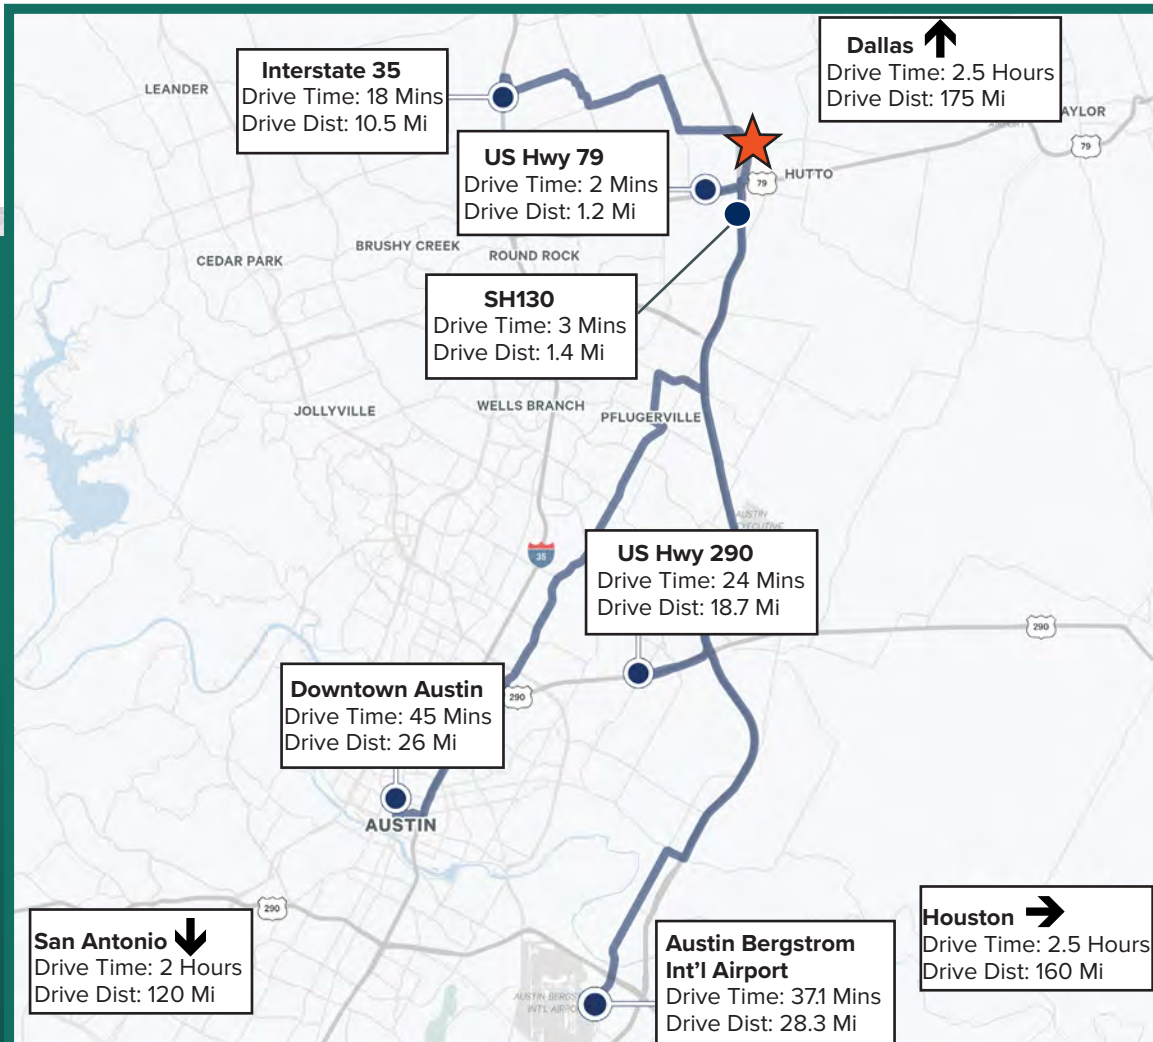 Dallas
Drive Time: 2.5 Hours
Drive Dist: 175 Mi
Interstate 35
Drive Time: 18 Mins
Drive Dist: 10.5 Mi
LEANDER
AYLOR
79
US Hwy 79
Drive Time: 2 Mins
Drive Dist: 1.2 Mi
HUTTO
79
BRUSHY CREEK
ROUND ROCK
CEDAR PARK
SH130
Drive Time: 3 Mins
Drive Dist: 1.4 Mi
JOLLYVILLE
WELLS BRANCH
PFLUGERVILLE
AUSTIN
EXECUTIVE
35
US Hwy 290
Drive Time: 24 Mins
Drive Dist: 18.7 Mi
290
Downtown Austin
Drive Time: 45 Mins
Drive Dist: 26 Mi
290
AUSTIN
290
San Antonio
Drive Time: 2 Hours
Drive Dist: 120 Mi
Houston
Drive Time: 2.5 Hours
Drive Dist: 160 Mi
Austin Bergstrom
Int'l Airport
Drive Time: 37.1 Mins
Drive Dist: 28.3 Mi
AUSTIN BERGS
INT'L AIRPO